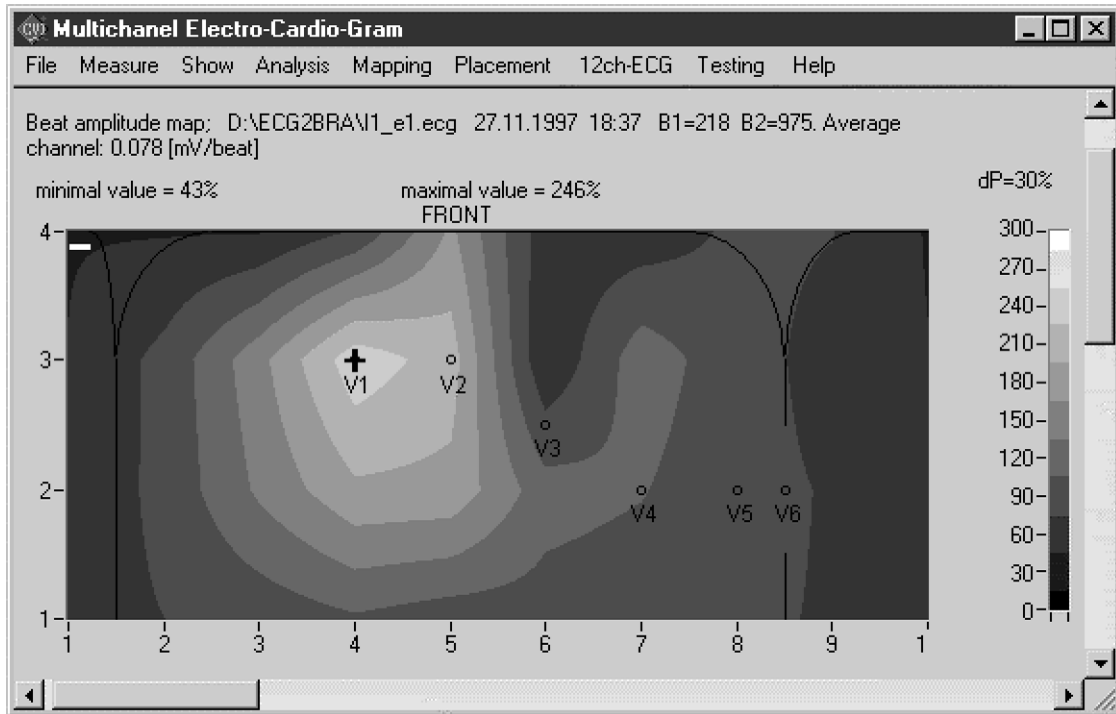 CVI Multichanel Electro-Cardio-Gram
File Measure Show Analysis Mapping Placement 12ch-ECG Testing Help
Beat amplitude map; D:\ECG2BRA\I1_e1.ecg 27.11.1997 18:37 B1=218 B2=975. Average
channel: 0.078 [mV/beat]
minimal value = 43% maximal value = 246% dP=30%
FRONT
4
3
2
1
V1 V2
V3
V4 V5 V6
1 2 3 4 5 6 7 8 9 1
300
270
240
210
180
150
120
90
60
30
0